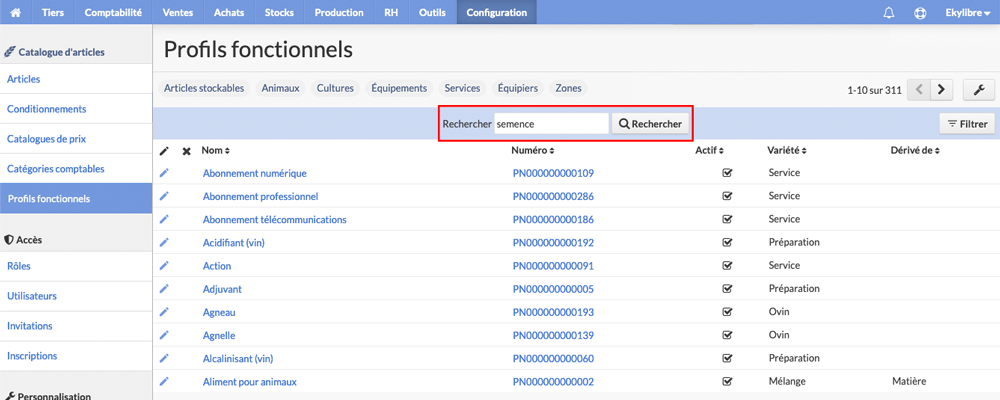 Tiers Comptabilité Ventes Achats Stocks Production RH Outils Configuration Ekylibre
Catalogue d'articles
Articles
Conditionnements
Catalogues de prix
Catégories comptables
Profils fonctionnels
Accès
Rôles
Utilisateurs
Invitations
Inscriptions
Personnalisation
Profils fonctionnels
Articles stockables Animaux Cultures Équipements Services Équipiers Zones 1-10 sur 311
Rechercher semence Rechercher Filtrer
Nom Numéro Actif Variété Dérivé de
Abonnement numérique PN000000000109 Service
Abonnement professionnel PN000000000286 Service
Abonnement télécommunications PN000000000186 Service
Acidifiant (vin) PN000000000192 Préparation
Action PN000000000091 Service
Adjuvant PN000000000005 Préparation
Agneau PN000000000193 Ovin
Agnelle PN000000000139 Ovin
Alcalinisant (vin) PN000000000060 Préparation
Aliment pour animaux PN000000000002 Mélange Matière